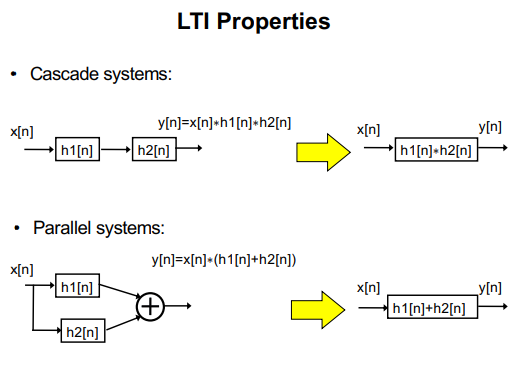 LTI Properties
• Cascade systems:
y[n]=x[n]*h1[n]*h2[n]
x[n]
h1[n]
h2[n]
x[n]
y[n]
h1[n]*h2[n]
• Parallel systems:
y[n]=x[n]*(h1[n]+h2[n])
x[n]
h1[n]
h2[n]
+
x[n]
y[n]
h1[n]+h2[n]